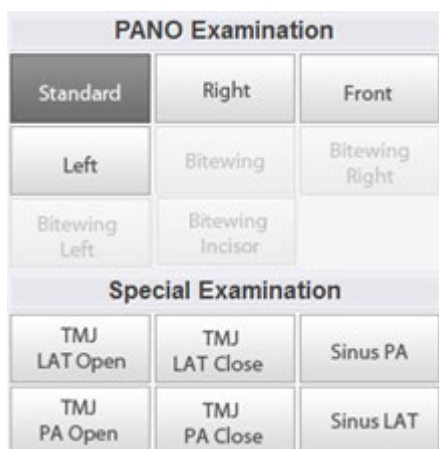 PANO Examination
Standard
Right
Front
Left
Bitewing
Bitewing
Right
Bitewing
Left
Bitewing
Incisor
Special Examination
TMJ
LAT Open
TMJ
LAT Close
Sinus PA
TMJ
PA Open
TMJ
PA Close
Sinus LAT